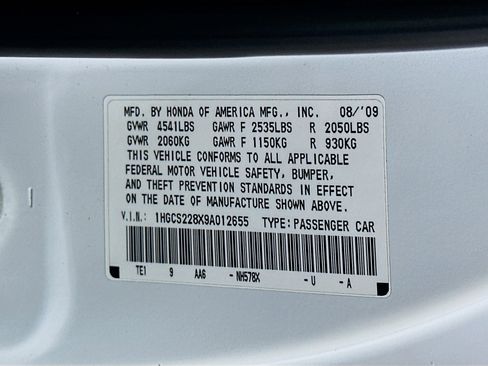 MFD. BY HONDA OF AMERICA MFG., INC. 08/'09
GVWR 4541LBS GAWR F 2535LBS R 2050LBS
GVWR 2060KG GAWR F 1150KG R 930KG
THIS VEHICLE CONFORMS TO ALL APPLICABLE
FEDERAL MOTOR VEHICLE SAFETY, BUMPER,
AND THEFT PREVENTION STANDARDS IN EFFECT
ON THE DATE OF MANUFACTURE SHOWN ABOVE.
V.I.N.: 1HGCS228X9A012655 TYPE: PASSENGER CAR
TE1 9 AA6 -NH578X -U -A